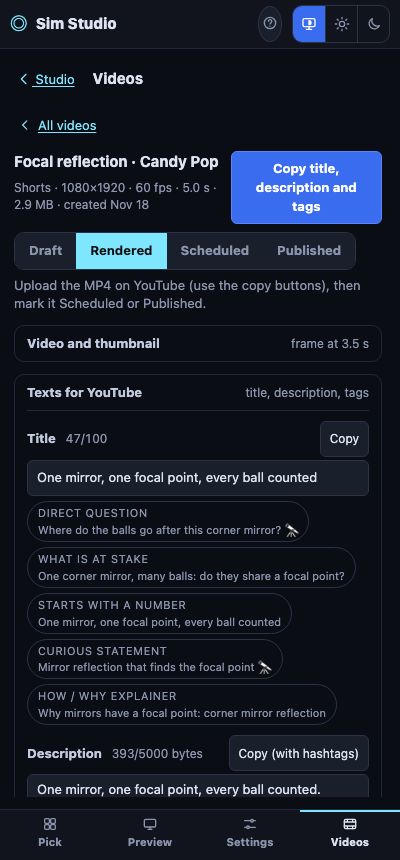 Sim Studio
Studio
Videos
All videos
Focal reflection · Candy Pop
Shorts · 1080×1920 · 60 fps · 5.0 s ·
2.9 MB · created Nov 18
Copy title,
description and
tags
Draft
Rendered
Scheduled
Published
Upload the MP4 on YouTube (use the copy buttons), then
mark it Scheduled or Published.
Video and thumbnail
frame at 3.5 s
Texts for YouTube
title, description, tags
Title
47/100
Copy
One mirror, one focal point, every ball counted
DIRECT QUESTION
Where do the balls go after this corner mirror? 🔭
WHAT IS AT STAKE
One corner mirror, many balls: do they share a focal point?
STARTS WITH A NUMBER
One mirror, one focal point, every ball counted
CURIOUS STATEMENT
Mirror reflection that finds the focal point 🔭
HOW / WHY EXPLAINER
Why mirrors have a focal point: corner mirror reflection
Description
393/5000 bytes
Copy (with hashtags)
One mirror, one focal point, every ball counted.
Pick
Preview
Settings
Videos